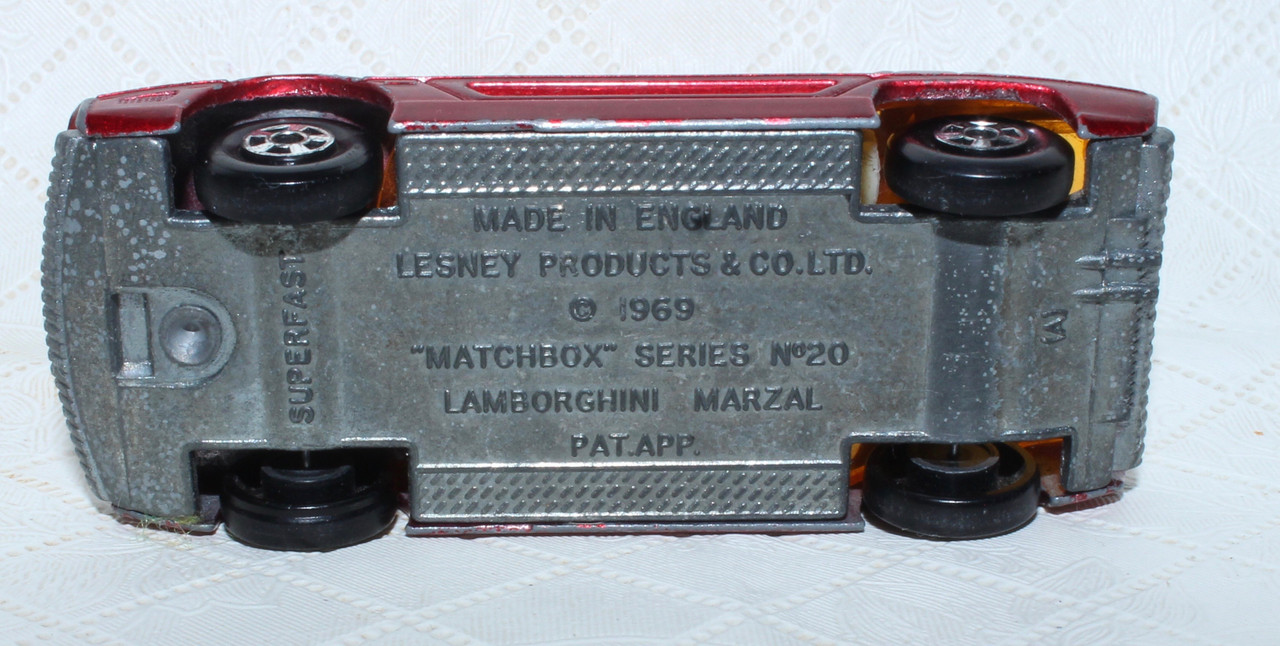 MADE IN ENGLAND
LESNEY PRODUCTS & CO. LTD.
© 1969
"MATCHBOX" SERIES Nº20
LAMBORGHINI MARZAL
PAT. APP.
SUPERFAST
(A)